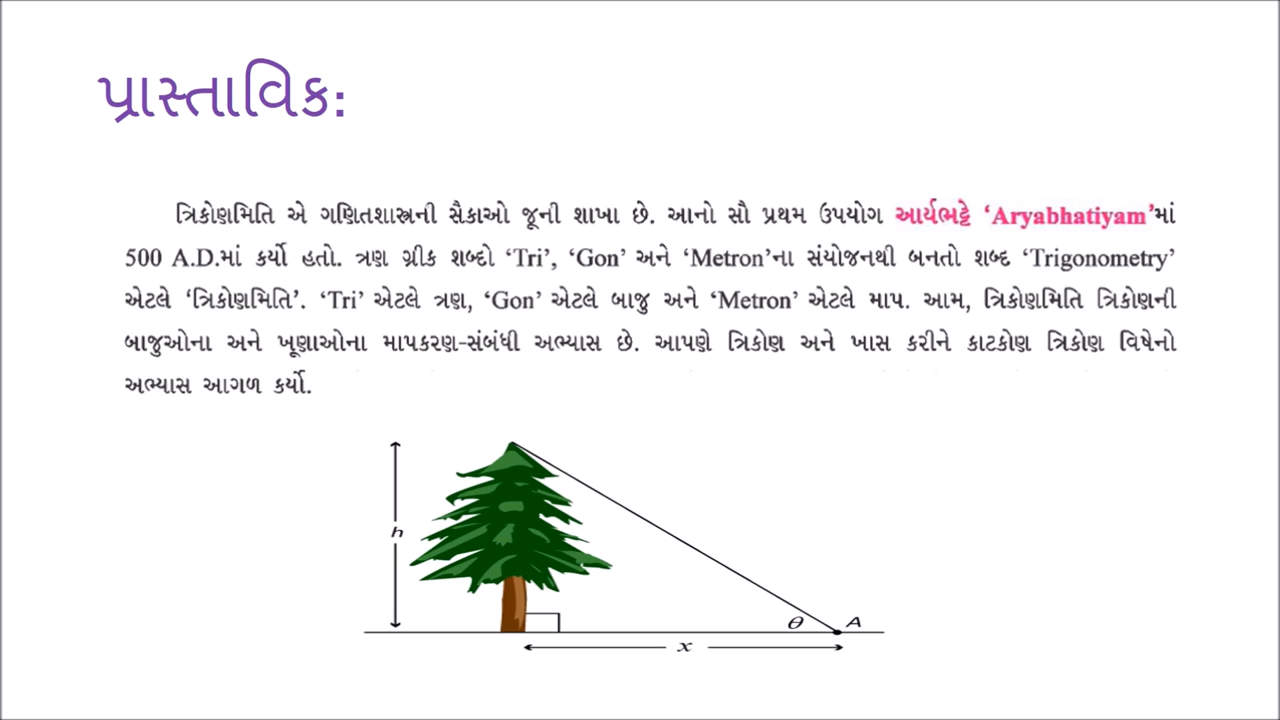 પ્રાસ્તાવિક:
ત્રિકોણમિતિ એ ગણિતશાસ્ત્રની સૈકાઓ જૂની શાખા છે. આનો સૌ પ્રથમ ઉપયોગ આર્યભટ્ટે ‘Aryabhatiyam’માં
500 A.D.માં કર્યો હતો. ત્રણ ગ્રીક શબ્દો ‘Tri’, ‘Gon’ અને ‘Metron’ના સંયોજનથી બનતો શબ્દ ‘Trigonometry’
એટલે ‘ત્રિકોણમિતિ’. ‘Tri’ એટલે ત્રણ, ‘Gon’ એટલે બાજુ અને ‘Metron’ એટલે માપ. આમ, ત્રિકોણમિતિ ત્રિકોણની
બાજુઓના અને ખૂણાઓના માપકરણ-સંબંધી અભ્યાસ છે. આપણે ત્રિકોણ અને ખાસ કરીને કાટકોણ ત્રિકોણ વિષેનો
અભ્યાસ આગળ કર્યો.
h
θ A
x